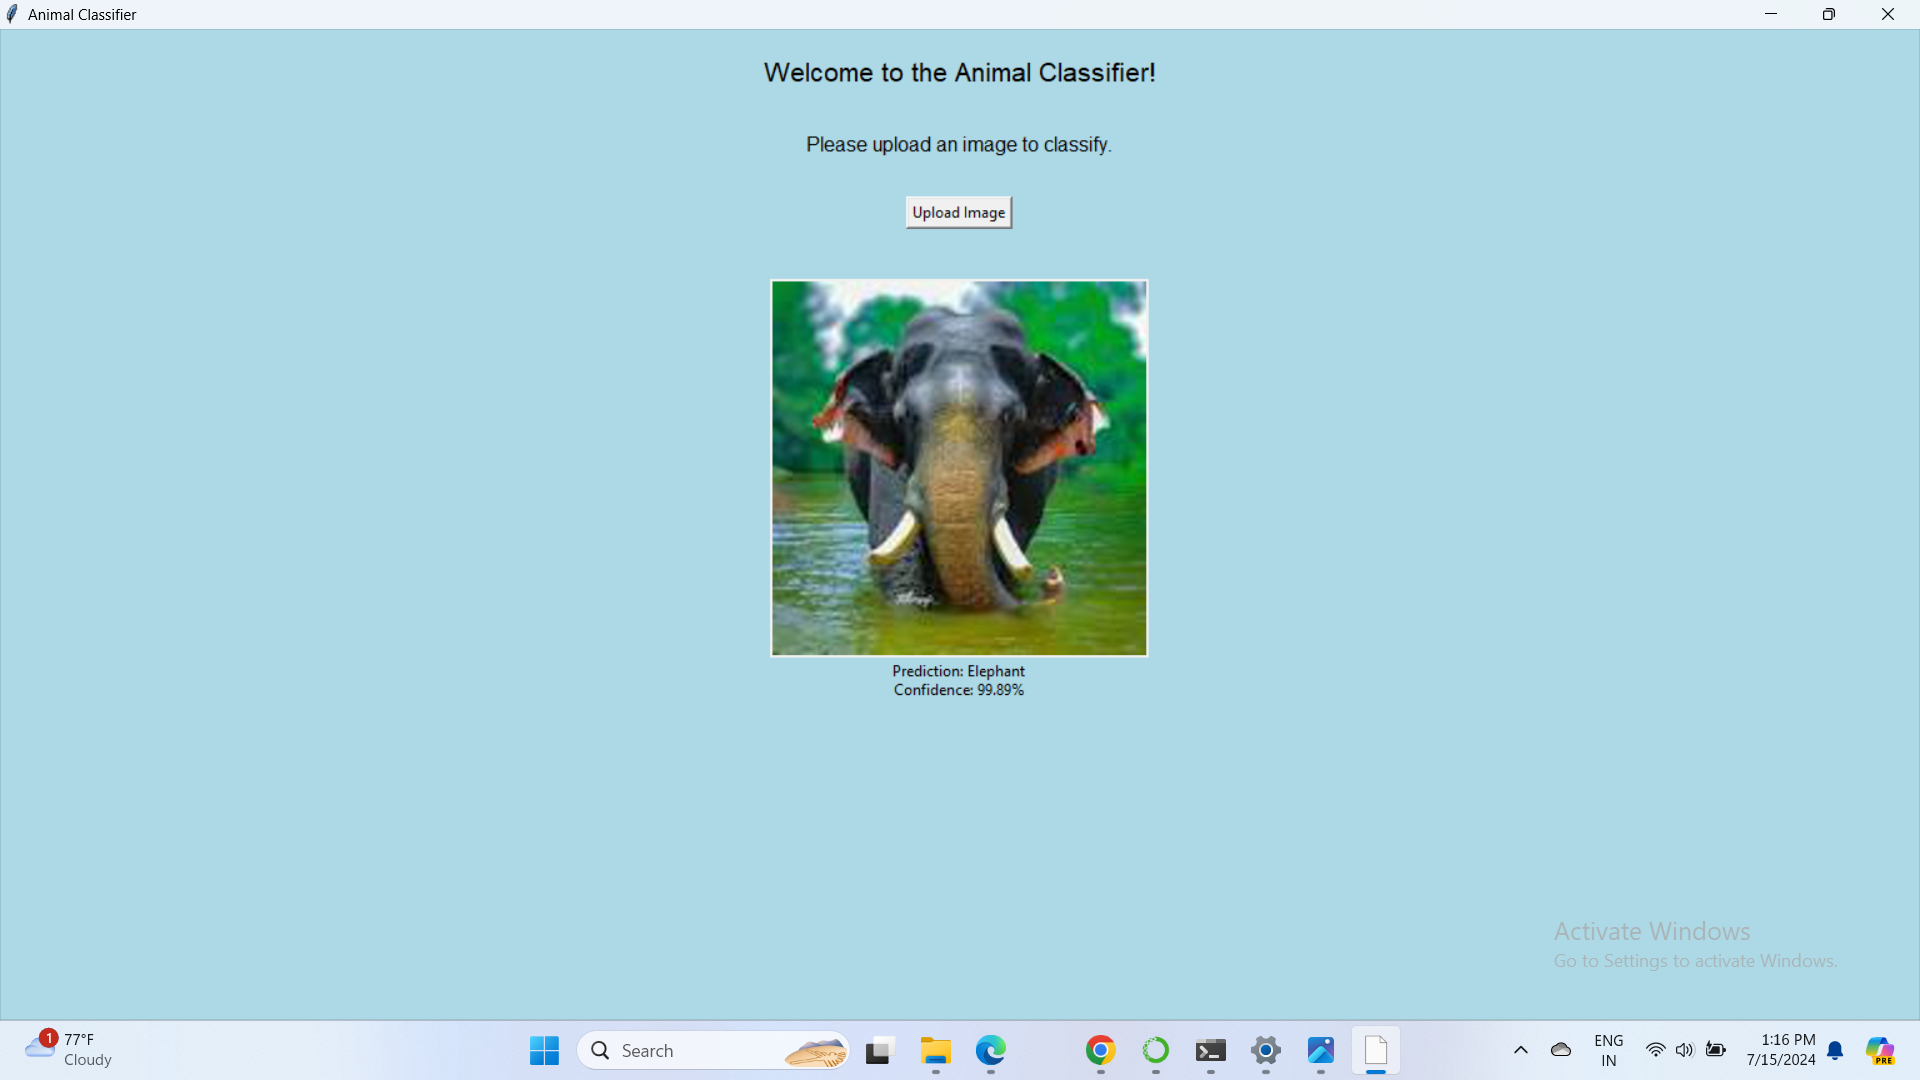 Animal Classifier
Welcome to the Animal Classifier!
Please upload an image to classify.
Upload Image
Prediction: Elephant
Confidence: 99.89%
Activate Windows
Go to Settings to activate Windows.
1
77°F
Cloudy
Search
ENG
IN
1:16 PM
7/15/2024
PRE